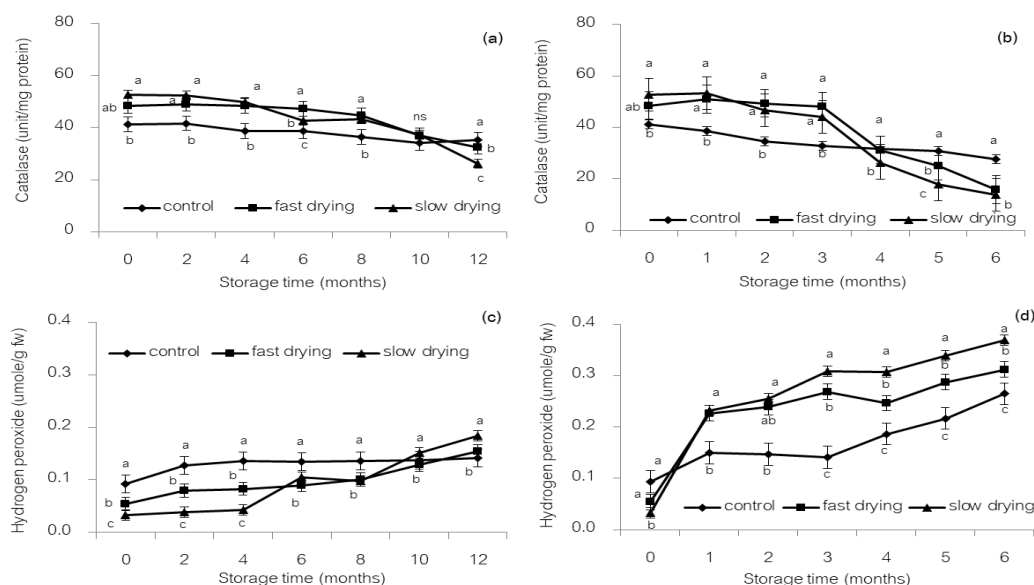 (a)
Catalase (unit/mg protein)
80
60
40
20
0
a a a a a ns a
ab a b b
b b b c b c
control fast drying slow drying
0 2 4 6 8 10 12
Storage time (months)
(b)
Catalase (unit/mg protein)
80
60
40
20
0
a a a a a a a
ab a a a b
b b b b b c b
control fast drying slow drying
0 1 2 3 4 5 6
Storage time (months)
(c)
Hydrogen peroxide (umole/g fw)
0.4
0.3
0.2
0.1
0.0
control fast drying slow drying
a a a a a a a
b b b b b b b
c c c
0 2 4 6 8 10 12
Storage time (months)
(d)
Hydrogen peroxide (umole/g fw)
0.4
0.3
0.2
0.1
0.0
a a a a a a a
a ab b b b b
b b b c c c c
control fast drying slow drying
0 1 2 3 4 5 6
Storage time (months)